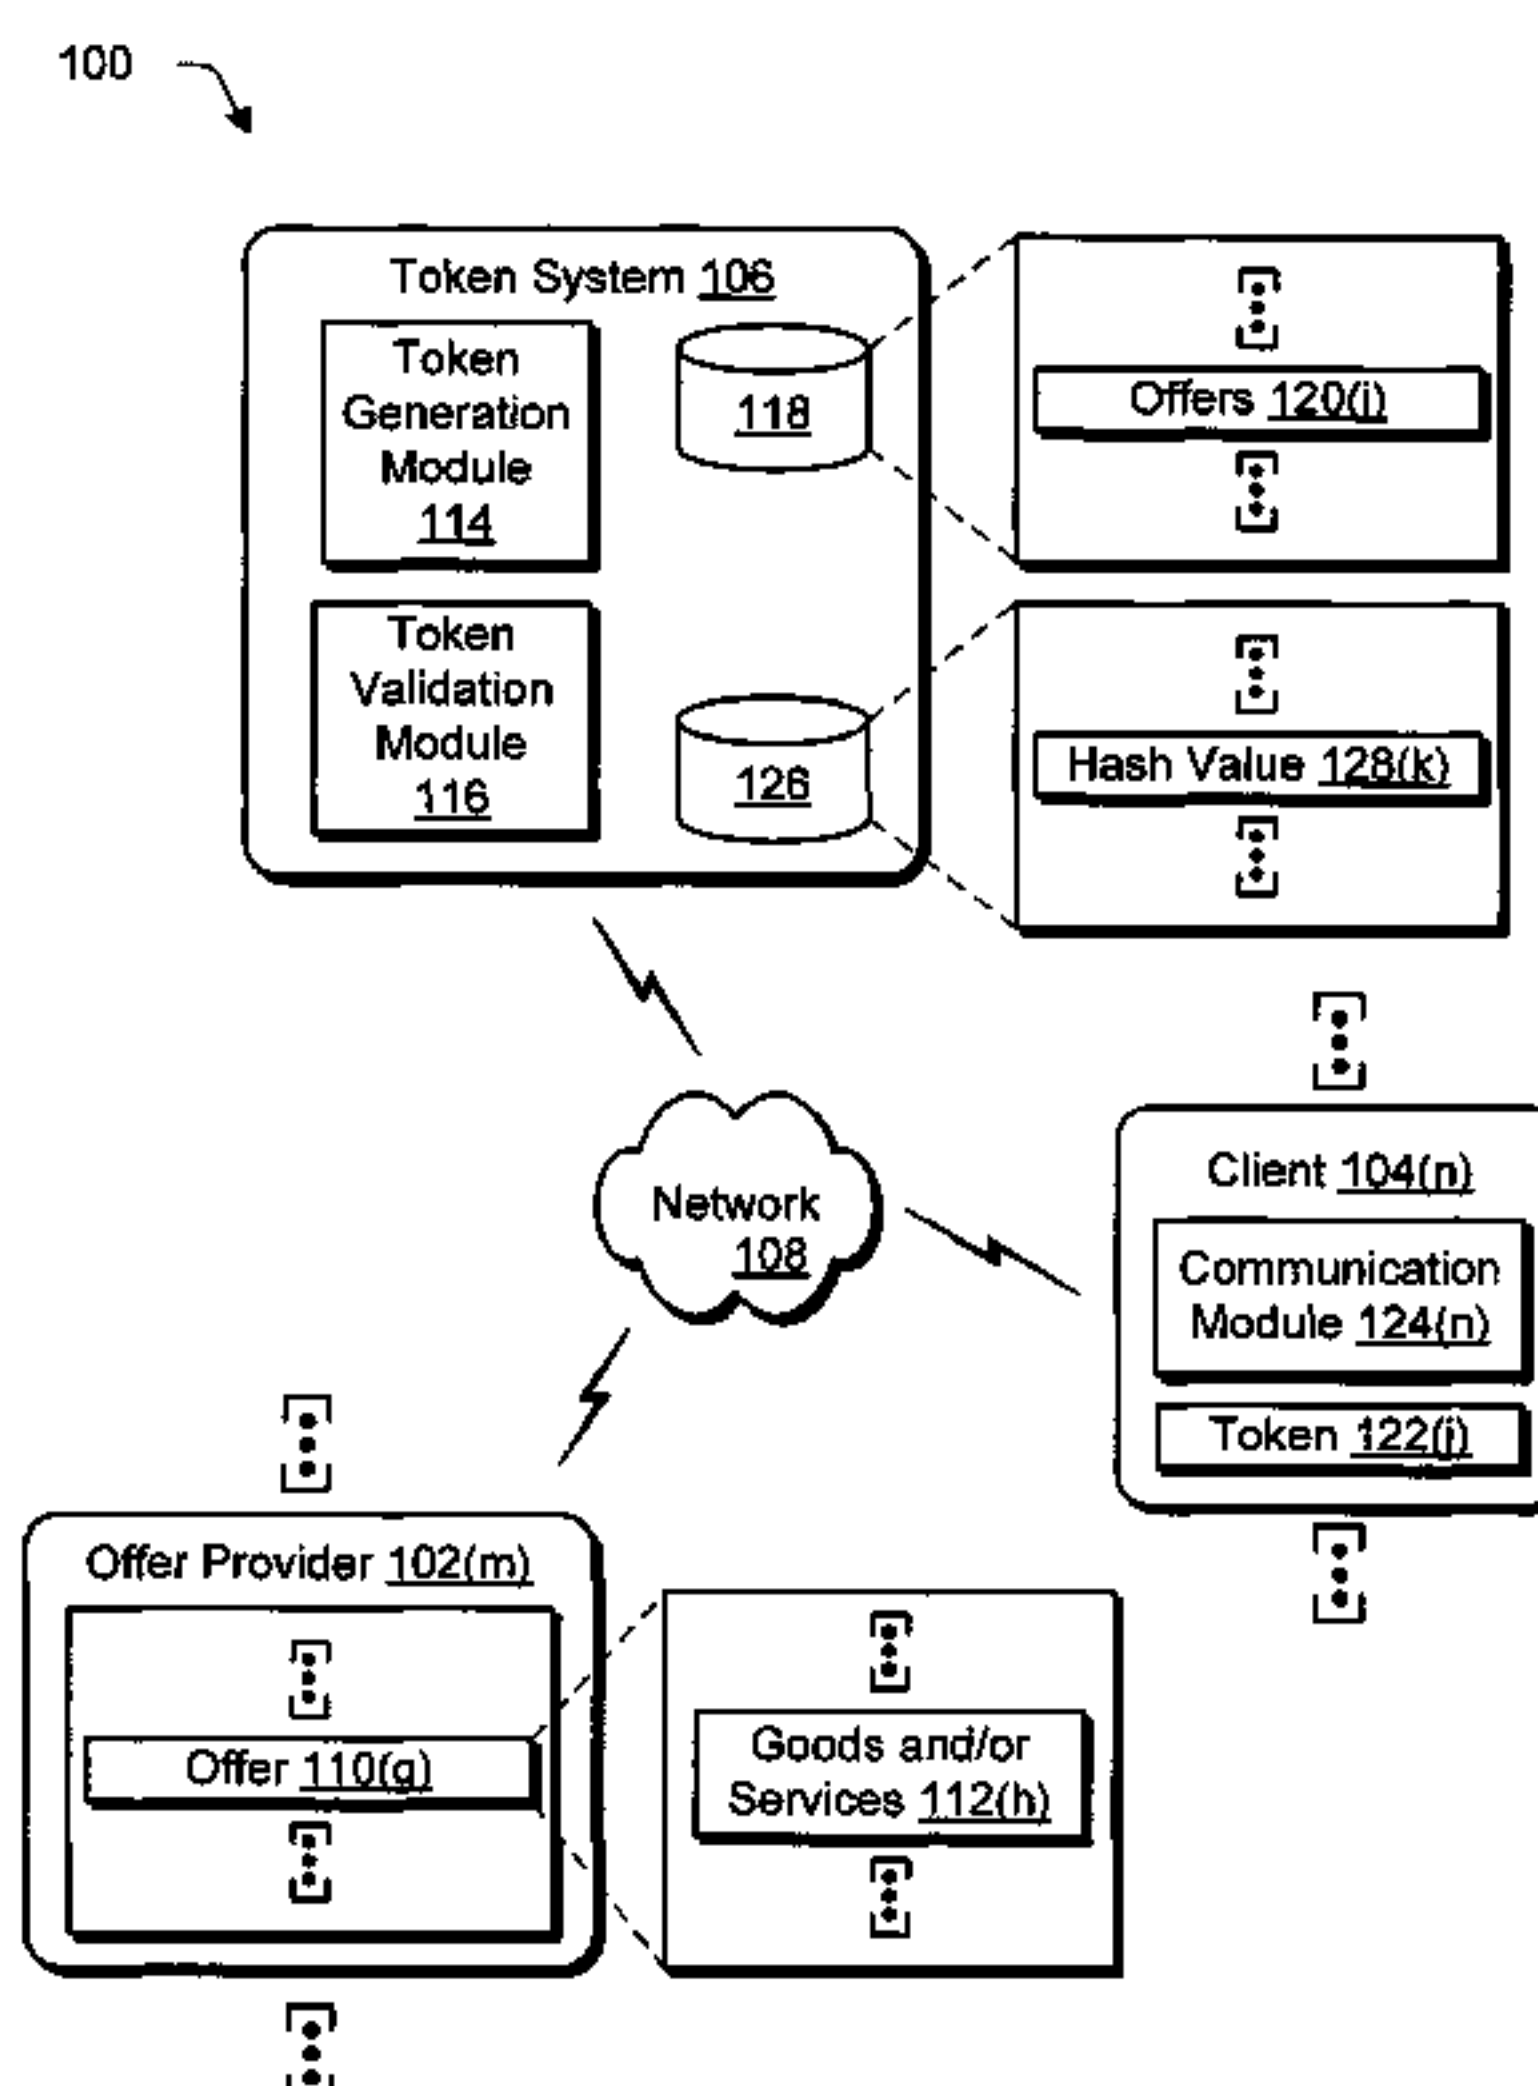 100
Token System 106
Token
Generation
Module
114
118
Offers 120(i)
Token
Validation
Module
116
126
Hash Value 128(k)
Network
108
Client 104(n)
Communication
Module 124(n)
Token 122(j)
Offer Provider 102(m)
Offer 110(g)
Goods and/or
Services 112(h)